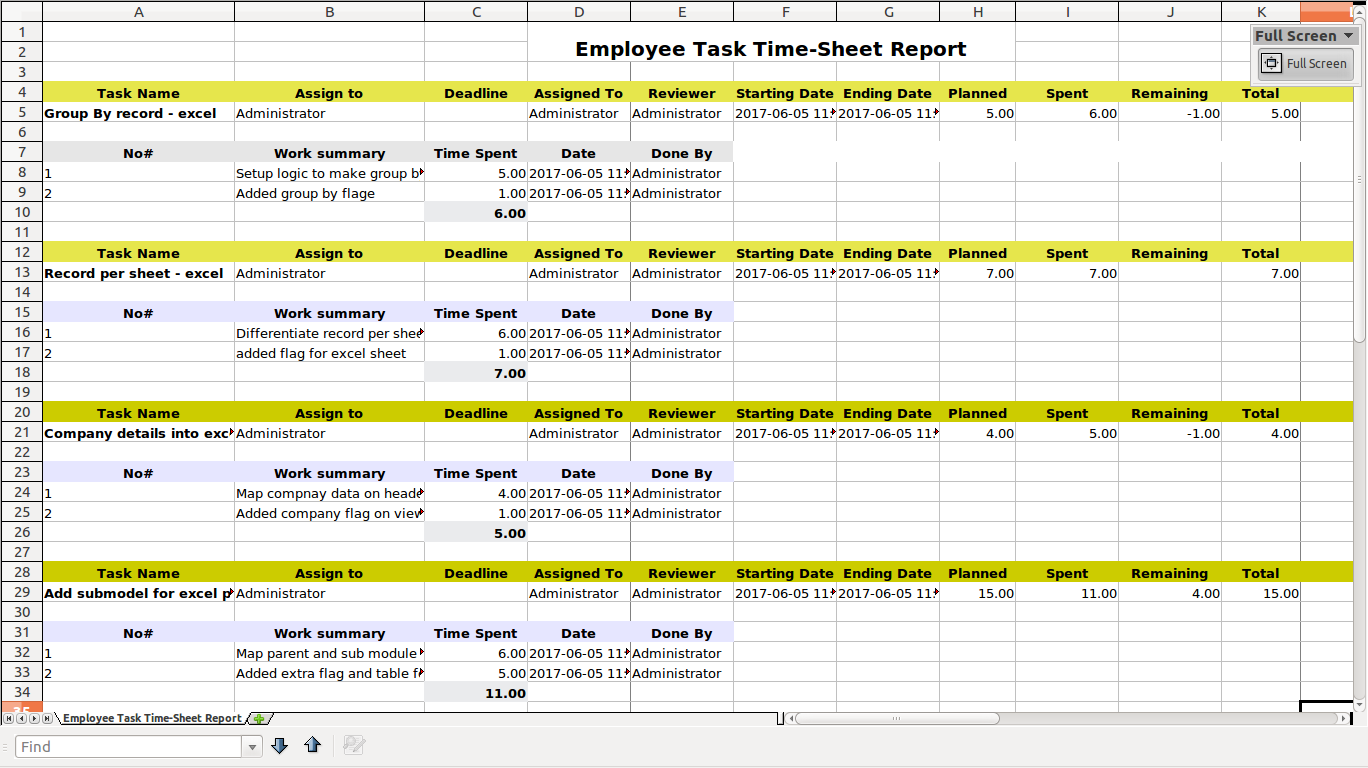 A B C D E F G H I J K
1
2 Employee Task Time-Sheet Report
Full Screen
Full Screen
3
4 Task Name Assign to Deadline Assigned To Reviewer Starting Date Ending Date Planned Spent Remaining Total
5 Group By record - excel Administrator Administrator Administrator 2017-06-05 11: 2017-06-05 11: 5.00 6.00 -1.00 5.00
6
7 No# Work summary Time Spent Date Done By
8 1 Setup logic to make group b 5.00 2017-06-05 11: Administrator
9 2 Added group by flage 1.00 2017-06-05 11: Administrator
10 6.00
11
12 Task Name Assign to Deadline Assigned To Reviewer Starting Date Ending Date Planned Spent Remaining Total
13 Record per sheet - excel Administrator Administrator Administrator 2017-06-05 11: 2017-06-05 11: 7.00 7.00 7.00
14
15 No# Work summary Time Spent Date Done By
16 1 Differentiate record per shee 6.00 2017-06-05 11: Administrator
17 2 added flag for excel sheet 1.00 2017-06-05 11: Administrator
18 7.00
19
20 Task Name Assign to Deadline Assigned To Reviewer Starting Date Ending Date Planned Spent Remaining Total
21 Company details into exc Administrator Administrator Administrator 2017-06-05 11: 2017-06-05 11: 4.00 5.00 -1.00 4.00
22
23 No# Work summary Time Spent Date Done By
24 1 Map compnay data on heade 4.00 2017-06-05 11: Administrator
25 2 Added company flag on view 1.00 2017-06-05 11: Administrator
26 5.00
27
28 Task Name Assign to Deadline Assigned To Reviewer Starting Date Ending Date Planned Spent Remaining Total
29 Add submodel for excel p Administrator Administrator Administrator 2017-06-05 11: 2017-06-05 11: 15.00 11.00 4.00 15.00
30
31 No# Work summary Time Spent Date Done By
32 1 Map parent and sub module 6.00 2017-06-05 11: Administrator
33 2 Added extra flag and table f 5.00 2017-06-05 11: Administrator
34 11.00
35
Employee Task Time-Sheet Report
Find